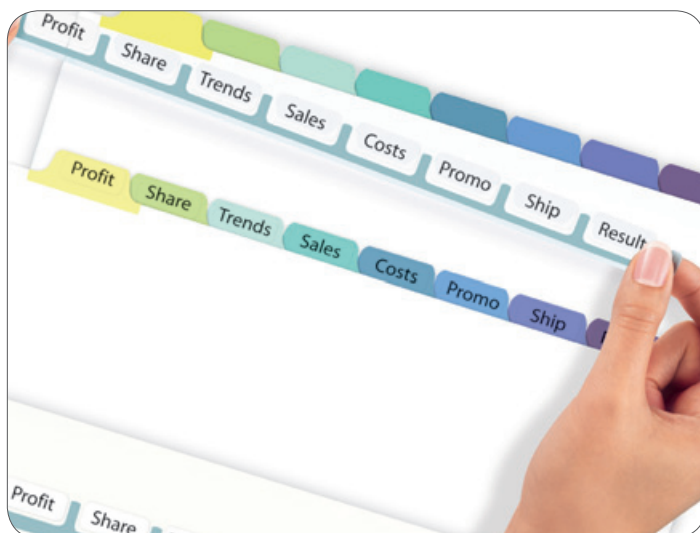 Profit Share Trends Sales Costs Promo Ship Result
Profit Share Trends Sales Costs Promo Ship
Profit Share